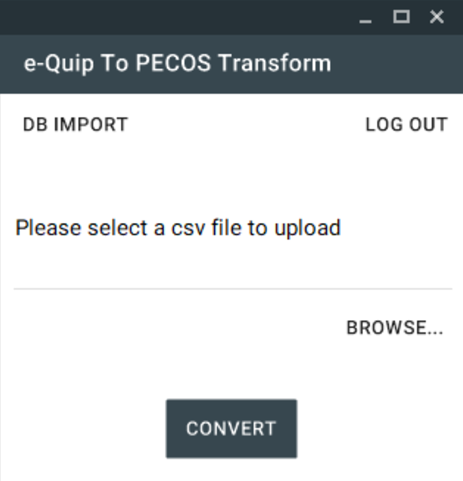 e-Quip To PECOS Transform
DB IMPORT
LOG OUT
Please select a csv file to upload
BROWSE...
CONVERT